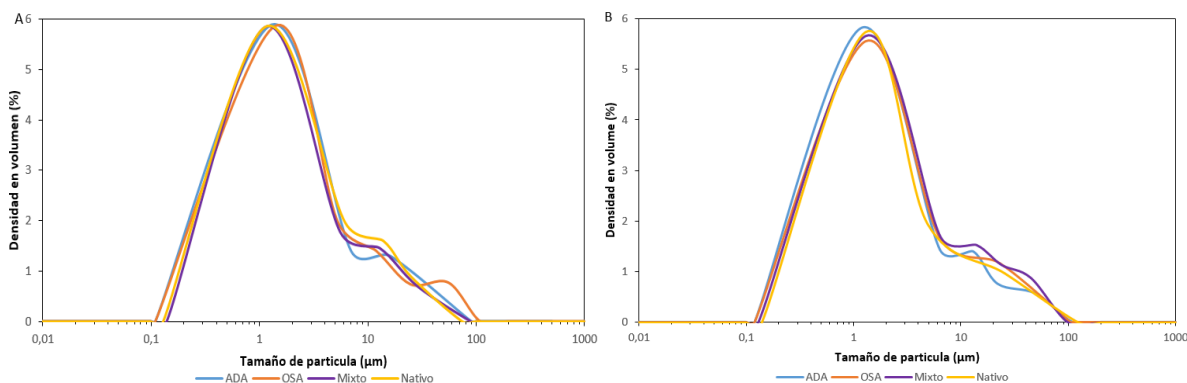 A
6
5
4
3
2
1
0
Densidad en volumen (%)
0,01 0,1 1 10 100 1000
Tamaño de particula (µm)
ADA OSA Mixto Nativo
B
6
5
4
3
2
1
0
Densidad en volume (%)
0,01 0,1 1 10 100 1000
Tamaño de particula (µm)
ADA OSA Mixto Nativo